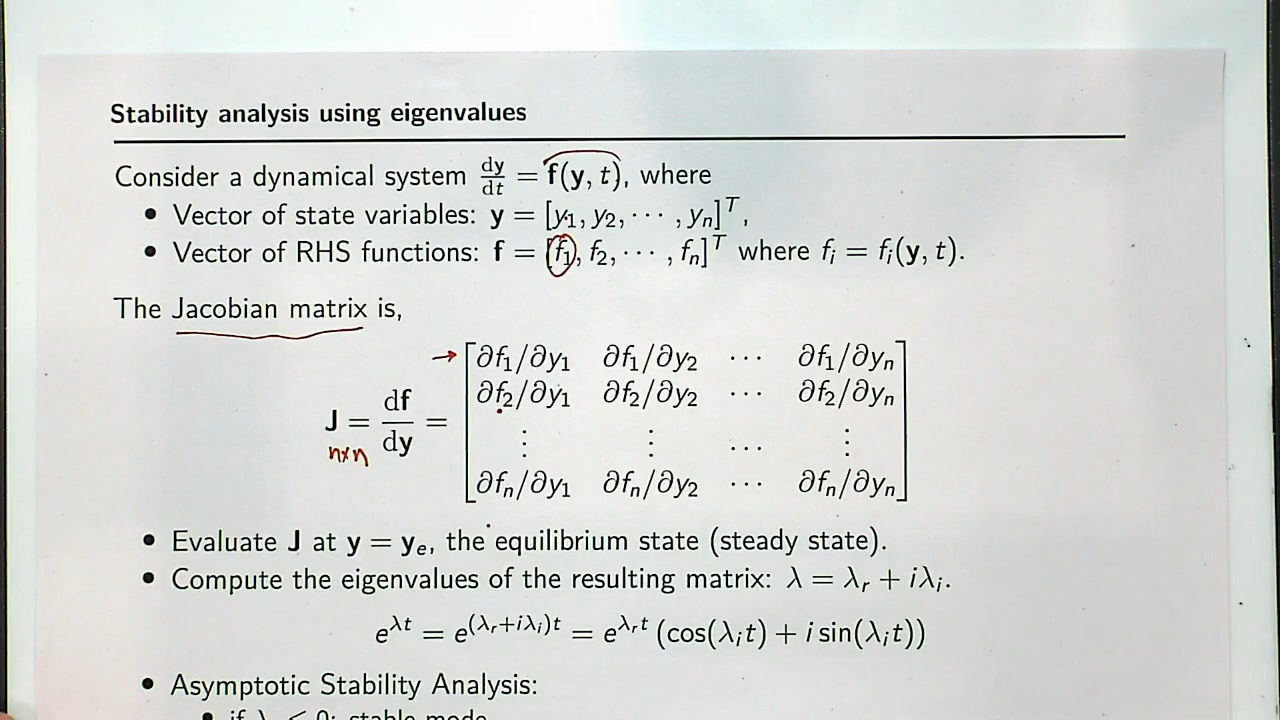 Stability analysis using eigenvalues
Consider a dynamical system dy/dt = f(y, t), where
• Vector of state variables: y = [y₁, y₂, ⋯ , yₙ]ᵀ,
• Vector of RHS functions: f = [f₁, f₂, ⋯ , fₙ]ᵀ where fᵢ = fᵢ(y, t).
The Jacobian matrix is,
→ [∂f₁/∂y₁ ∂f₁/∂y₂ ⋯ ∂f₁/∂yₙ]
J = df/dy = [∂f₂/∂y₁ ∂f₂/∂y₂ ⋯ ∂f₂/∂yₙ]
n×n ⋮ ⋮ ⋯ ⋮
[∂fₙ/∂y₁ ∂fₙ/∂y₂ ⋯ ∂fₙ/∂yₙ]
• Evaluate J at y = yₑ, the equilibrium state (steady state).
• Compute the eigenvalues of the resulting matrix: λ = λᵣ + iλᵢ.
e^{λt} = e^{(λᵣ+iλᵢ)t} = e^{λᵣt} (cos(λᵢt) + i sin(λᵢt))
• Asymptotic Stability Analysis:
• if λ < 0: stable mode